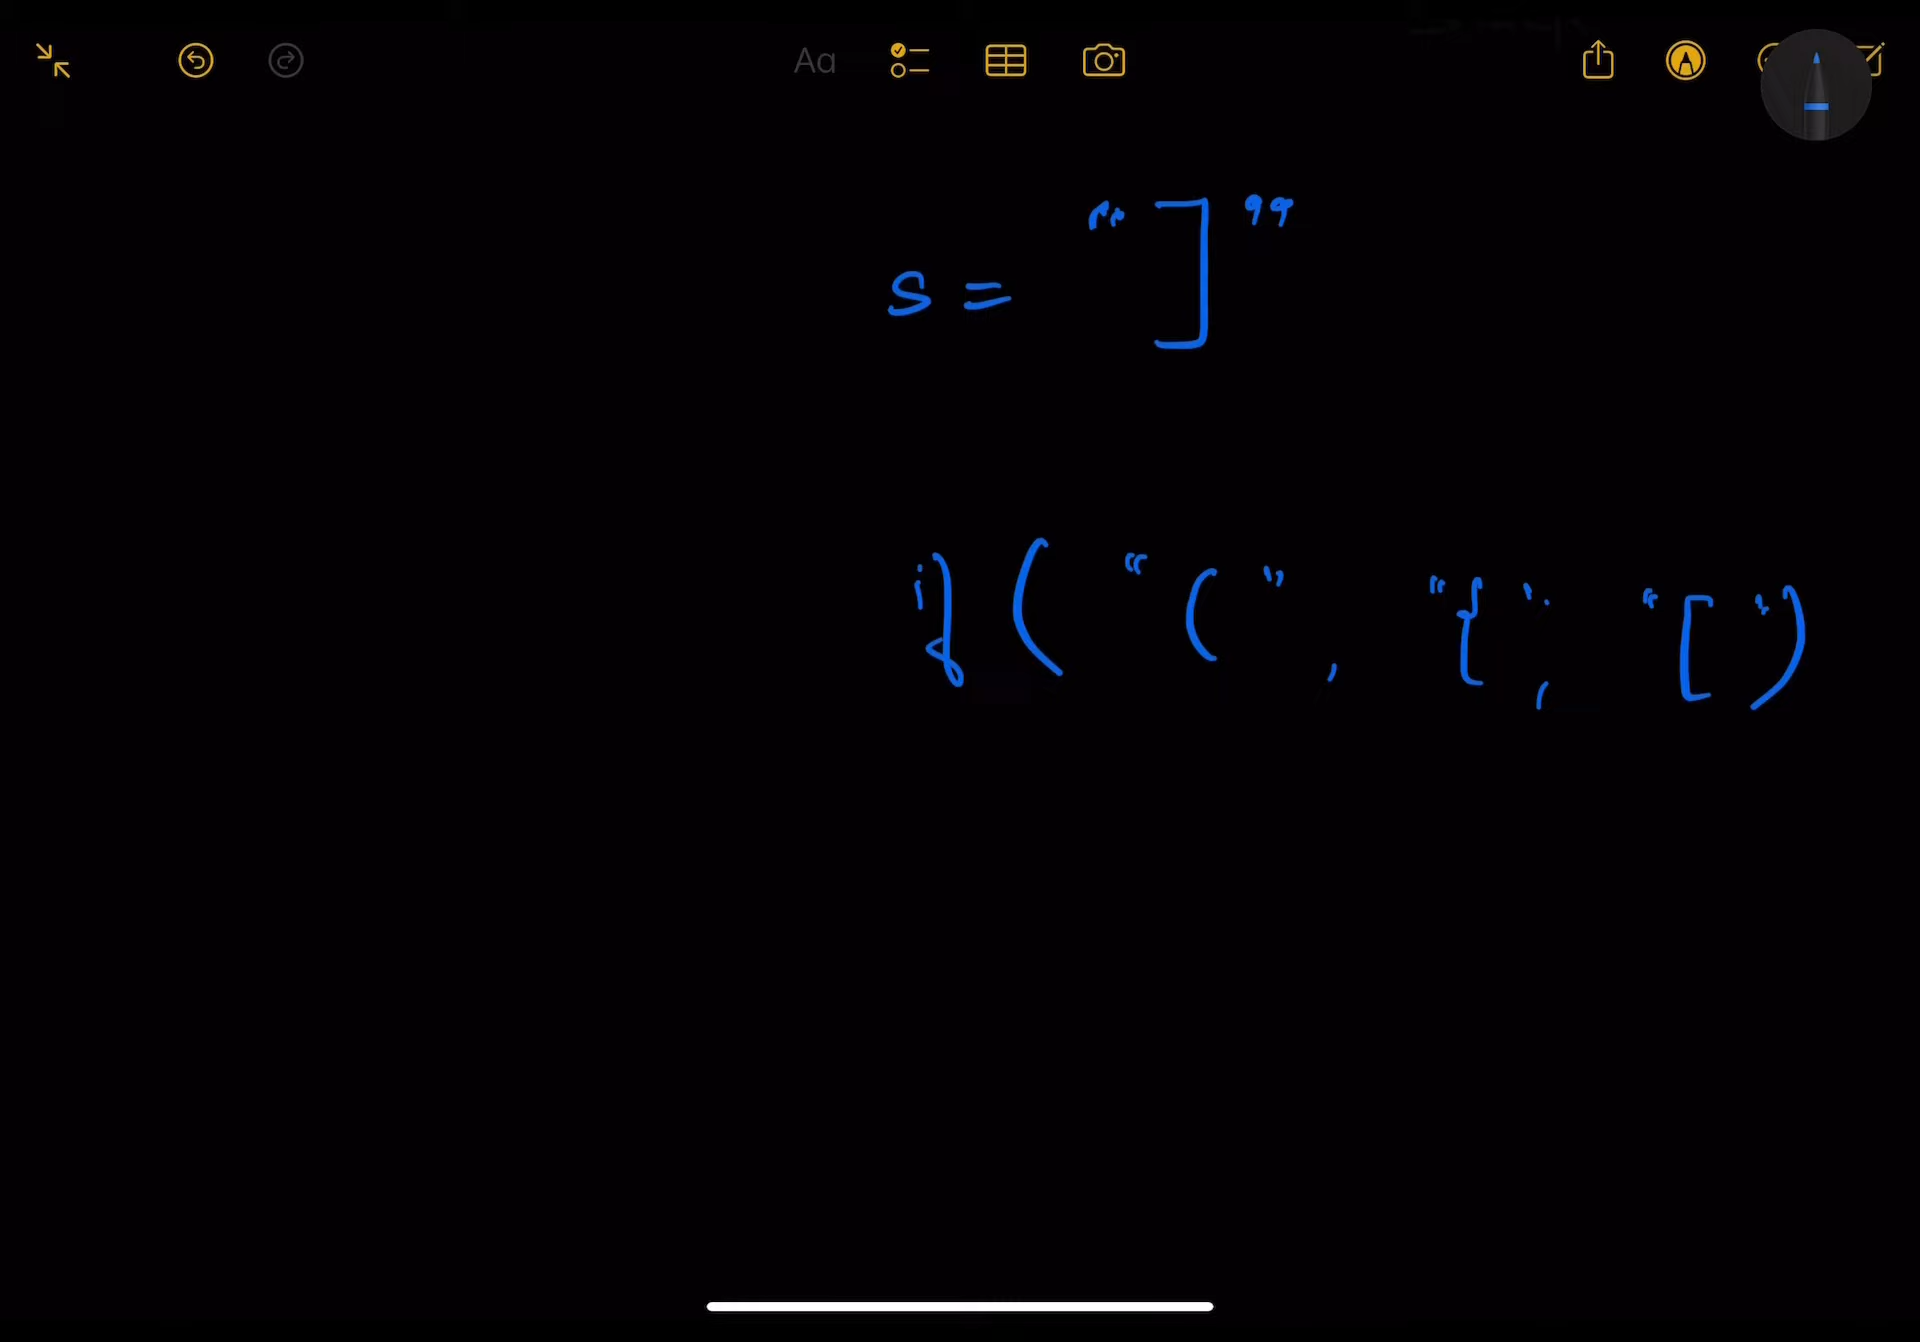 Aa
s = "]"
if ( "(" , "{" , "[" )